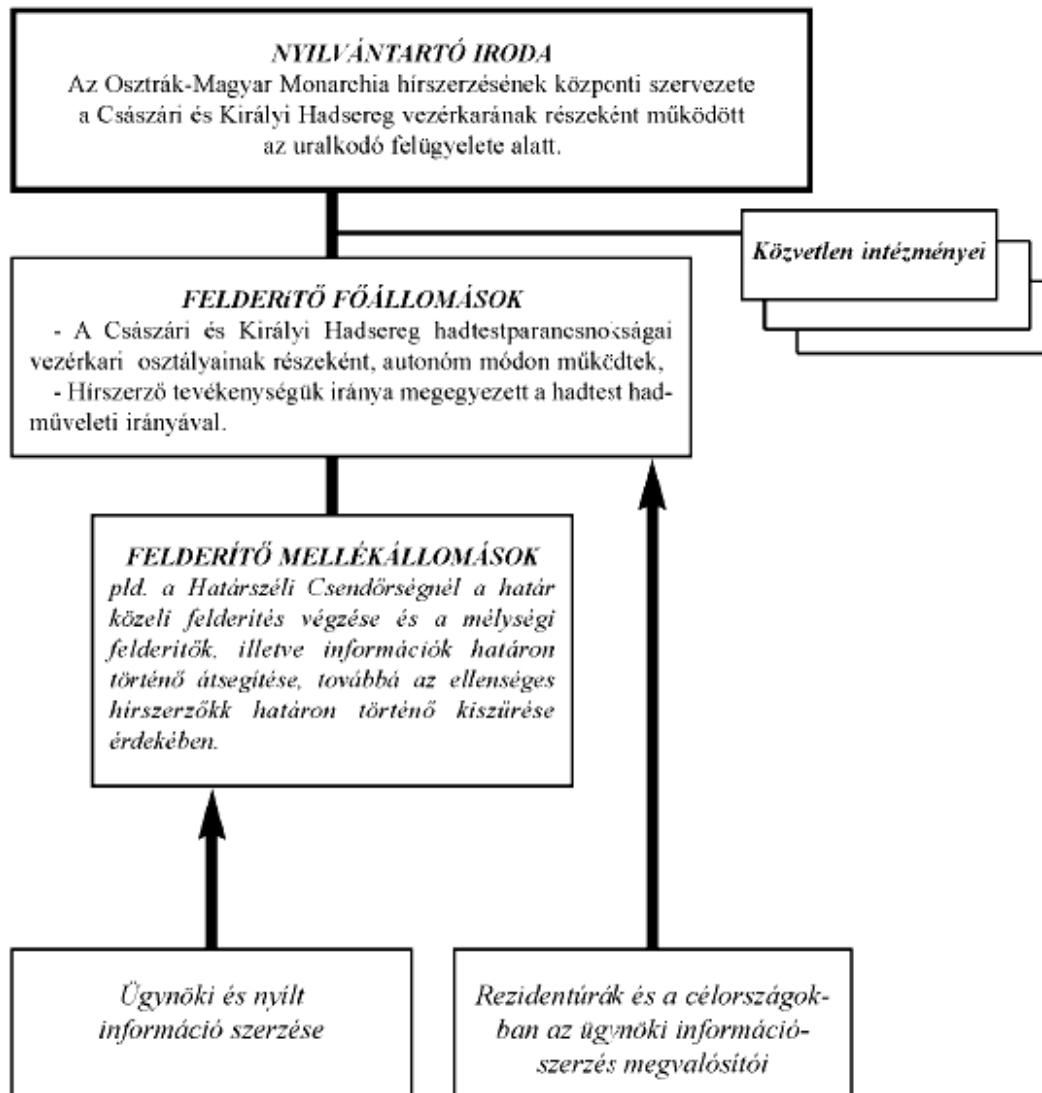 NYILVÁNTARTÓ IRODA
Az Osztrák-Magyar Monarchia hírszerzésének központi szervezete
a Császári és Királyi Hadsereg vezérkarának részeként működött
az uralkodó felügyelete alatt.
Közvetlen intézményei
FELDERíTŐ FŐÁLLOMÁSOK
- A Császári és Királyi Hadsereg hadtestparancsnokságai
vezérkari osztályainak részeként, autonóm módon működtek,
- Hírszerző tevékenységük iránya megegyezett a hadtest had-
műveleti irányával.
FELDERÍTŐ MELLÉKÁLLOMÁSOK
pld. a Határszéli Csendőrségnél a határ
közeli felderítés végzése és a mélységi
felderítők, illetve információk határon
történő átsegítése, továbbá az ellenséges
hírszerzőkk határon történő kiszűrése
érdekében.
Ügynöki és nyílt
információ szerzése
Rezidentúrák és a célországok-
ban az ügynöki információ-
szerzés megvalósítói